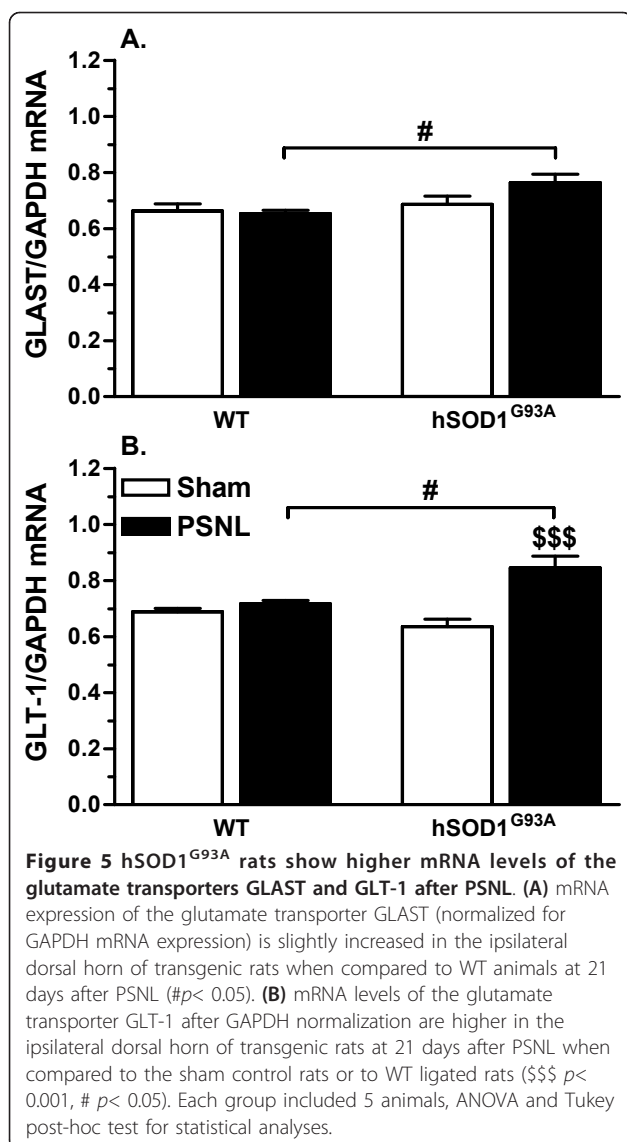 A.
GLAST/GAPDH mRNA
1.2
1.0
0.8
0.6
0.4
0.2
0.0
#
WT
hSOD1G93A
B.
GLT-1/GAPDH mRNA
1.2
1.0
0.8
0.6
0.4
0.2
0.0
Sham
PSNL
#
$$$
WT
hSOD1G93A
Figure 5 hSOD1G93A rats show higher mRNA levels of the
glutamate transporters GLAST and GLT-1 after PSNL. (A) mRNA
expression of the glutamate transporter GLAST (normalized for
GAPDH mRNA expression) is slightly increased in the ipsilateral
dorsal horn of transgenic rats when compared to WT animals at 21
days after PSNL (#p< 0.05). (B) mRNA levels of the glutamate
transporter GLT-1 after GAPDH normalization are higher in the
ipsilateral dorsal horn of transgenic rats at 21 days after PSNL when
compared to the sham control rats or to WT ligated rats ($$$ p<
0.001, # p< 0.05). Each group included 5 animals, ANOVA and Tukey
post-hoc test for statistical analyses.